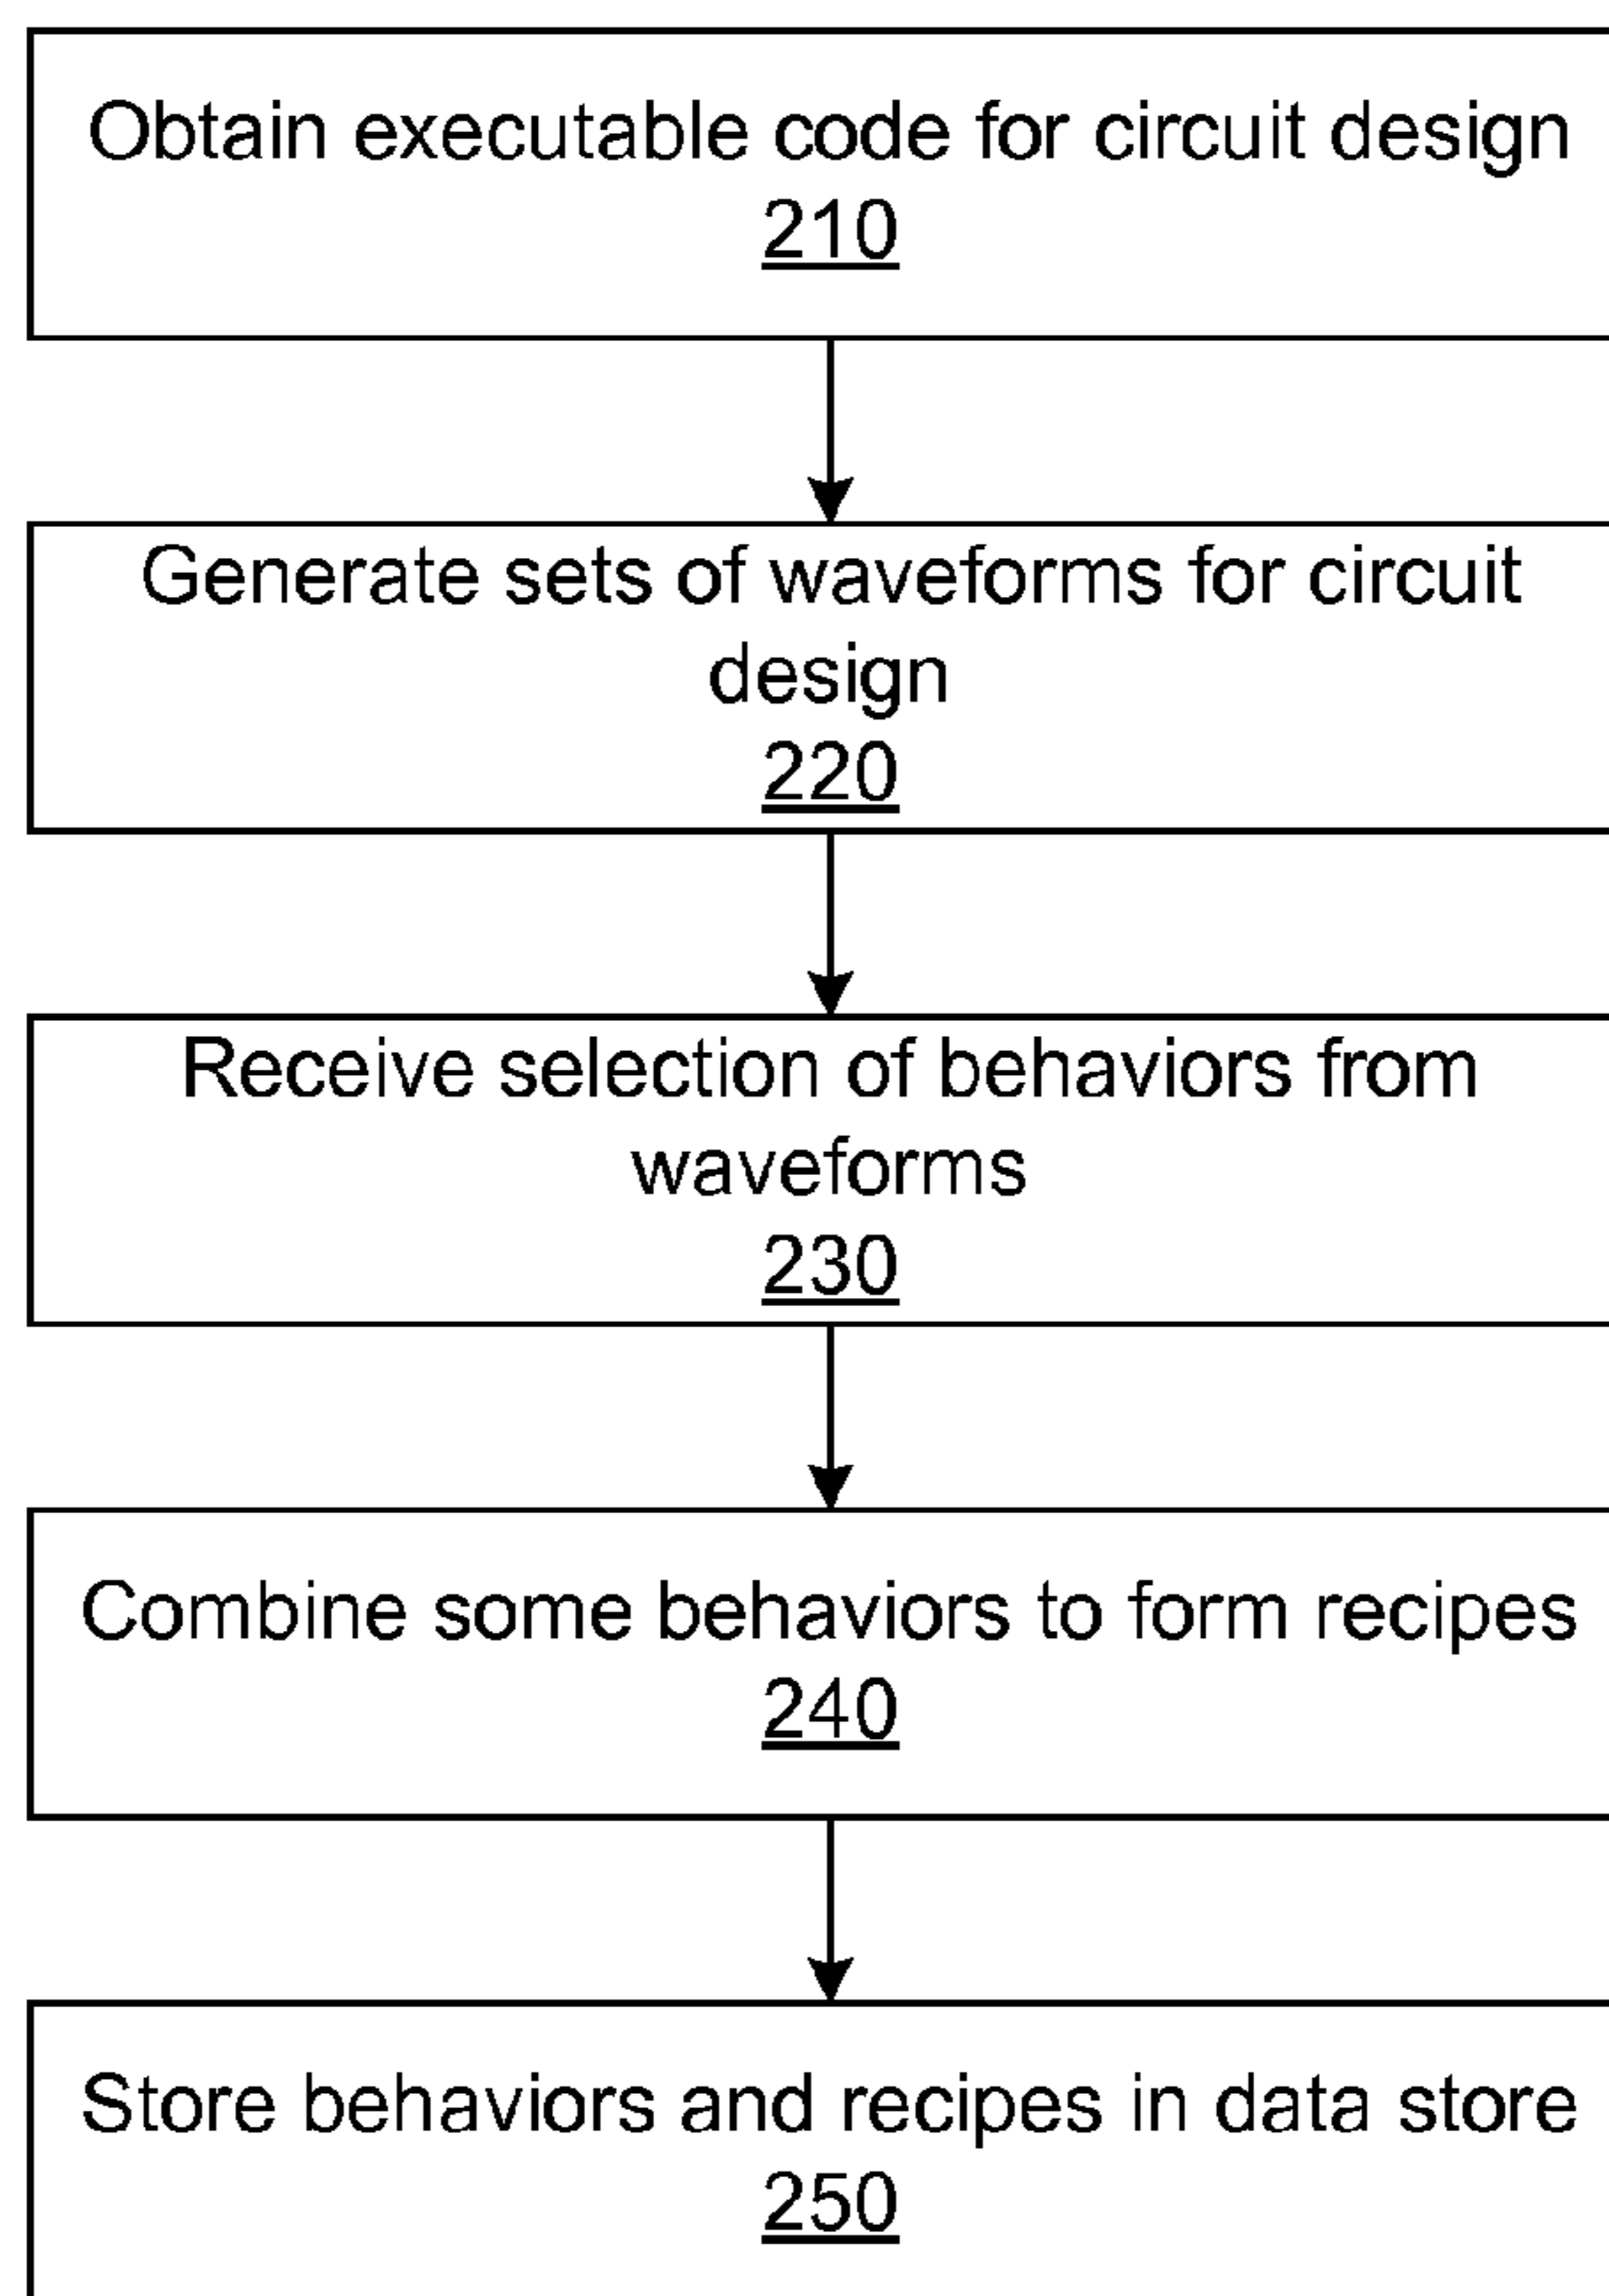 Obtain executable code for circuit design
210
Generate sets of waveforms for circuit
design
220
Receive selection of behaviors from
waveforms
230
Combine some behaviors to form recipes
240
Store behaviors and recipes in data store
250